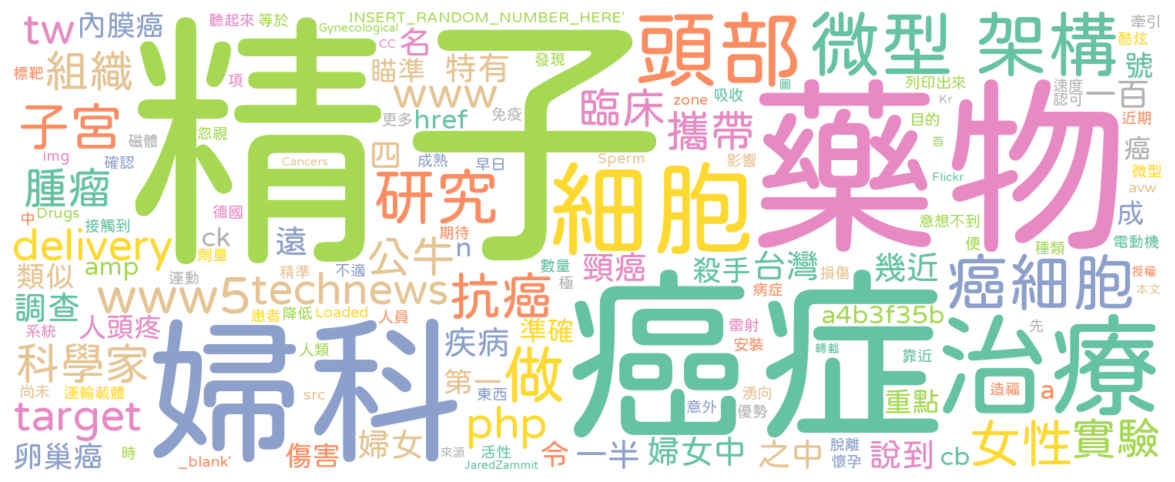 tw 內膜癌 聽起來 等於 INSERT_RANDOM_NUMBER_HERE' 頭部 微型 架構 牽引
Gynecological 酷炫
標靶 組織 精子 項 cc 名 瞄準 特有 發現 號
www 臨床 zone 吸收 圖 列印出來 速度 一百
子宮 忽視 更多 href 免疫 攜帶 藥物 Kr 認可 近期
磁體 目的
img 確認 Cancers 四 成熟 早日 Sperm 影響 首 癌
腫瘤 研究 細胞 Flickr 微型
中 Drugs 德國 意想不到 avw 成
接觸到 期待 便 電動機
delivery ck 遠 公牛 n 頸癌 殺手 台灣 幾近 種類
劑量 數量
類似 amp 運動 精準 不適 極 損傷 癌細胞 授權
www5 technews 抗癌 病症 本文
調查 患者 降低 Loaded 人員 a4b3f35b
系統 人頭疼 婦科 疾病 準確 雷射 癌症 先 治療
安裝 轉載
科學家 人類 靠近
尚未 運輸載體 src 第一 做 東西 湧向 重點 造福 a
target php 意外 優勢
卵巢癌 時 婦女 女性 實驗
_blank' 傷害 來源 活性 令 一半 婦女中 之中 脫離 說到 cb
JaredZammit 懷孕